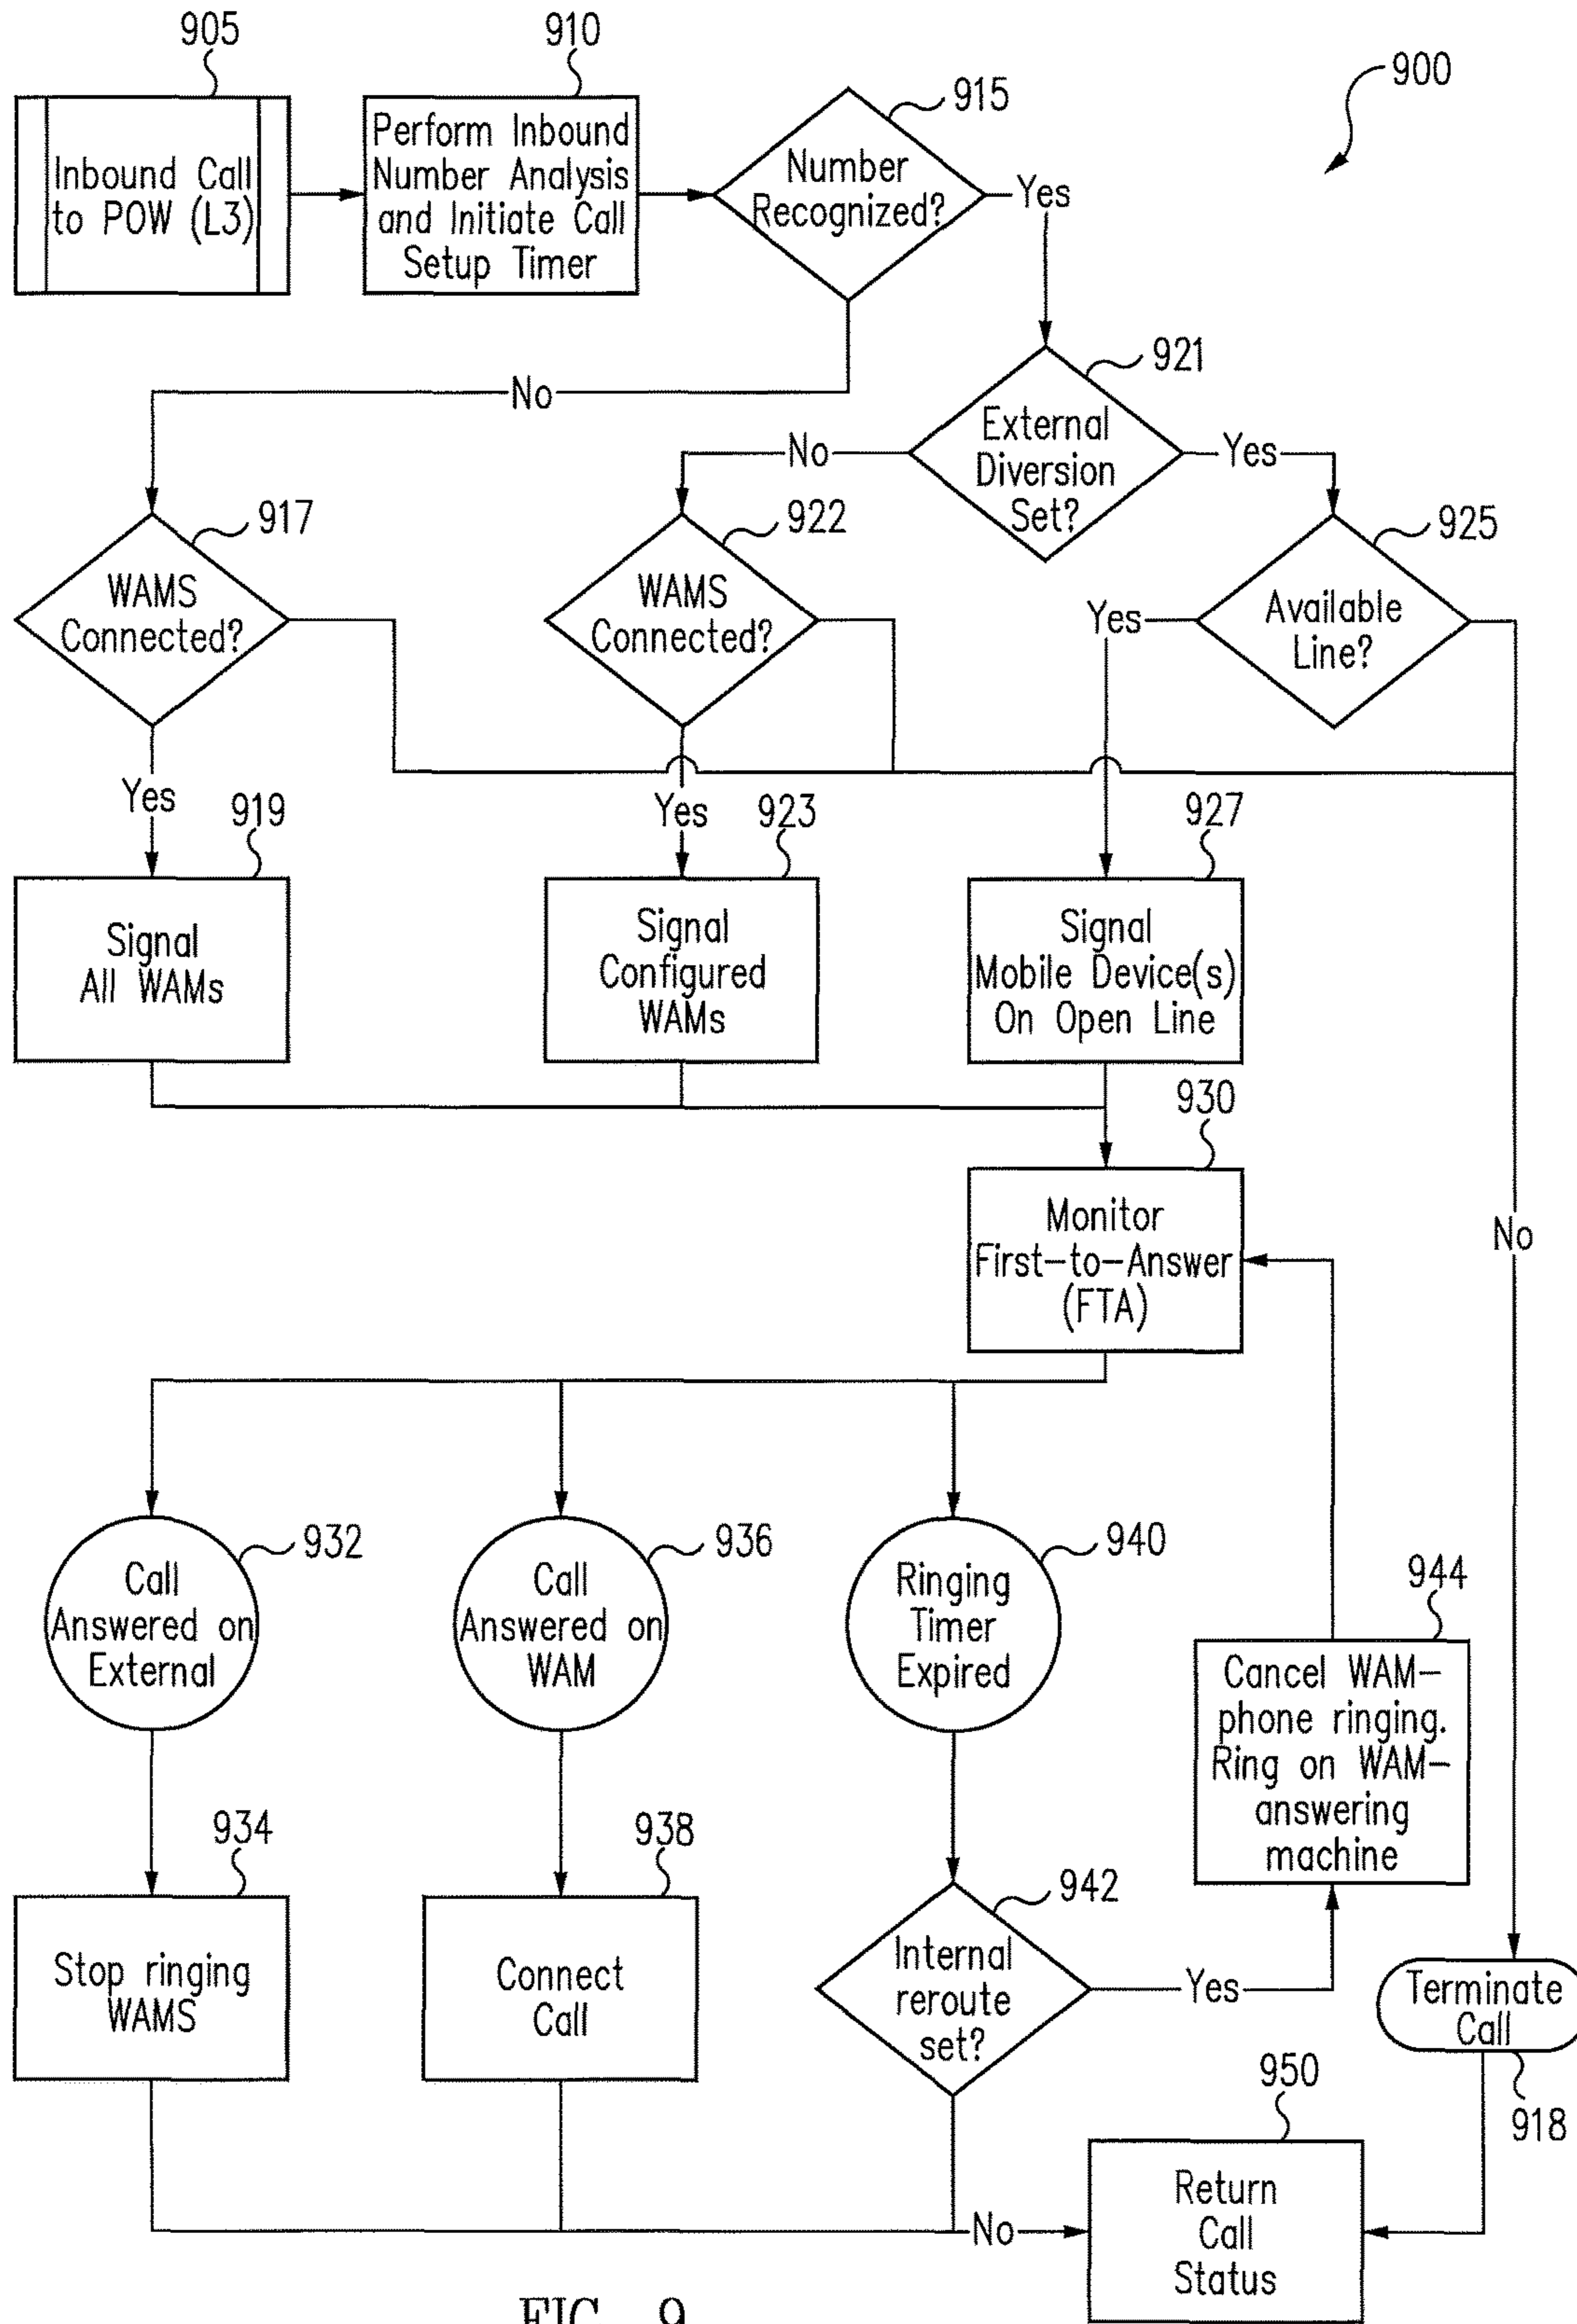 905
910
900
915
Inbound Call
to POW (L3)
Perform Inbound
Number Analysis
and Initiate Call
Setup Timer
Number
Recognized?
Yes
No
921
External
Diversion
Set?
No
Yes
917
922
925
WAMS
Connected?
WAMS
Connected?
Yes
Available
Line?
Yes
Yes
919
923
927
Signal
All WAMs
Signal
Configured
WAMs
Signal
Mobile Device(s)
On Open Line
930
Monitor
First-to-Answer
(FTA)
No
932
936
940
944
Call
Answered on
External
Call
Answered on
WAM
Ringing
Timer
Expired
Cancel WAM-
phone ringing.
Ring on WAM-
answering
machine
934
938
942
Stop ringing
WAMS
Connect
Call
Internal
reroute
set?
Yes
Terminate
Call
918
950
No
Return
Call
Status
FIG. 9